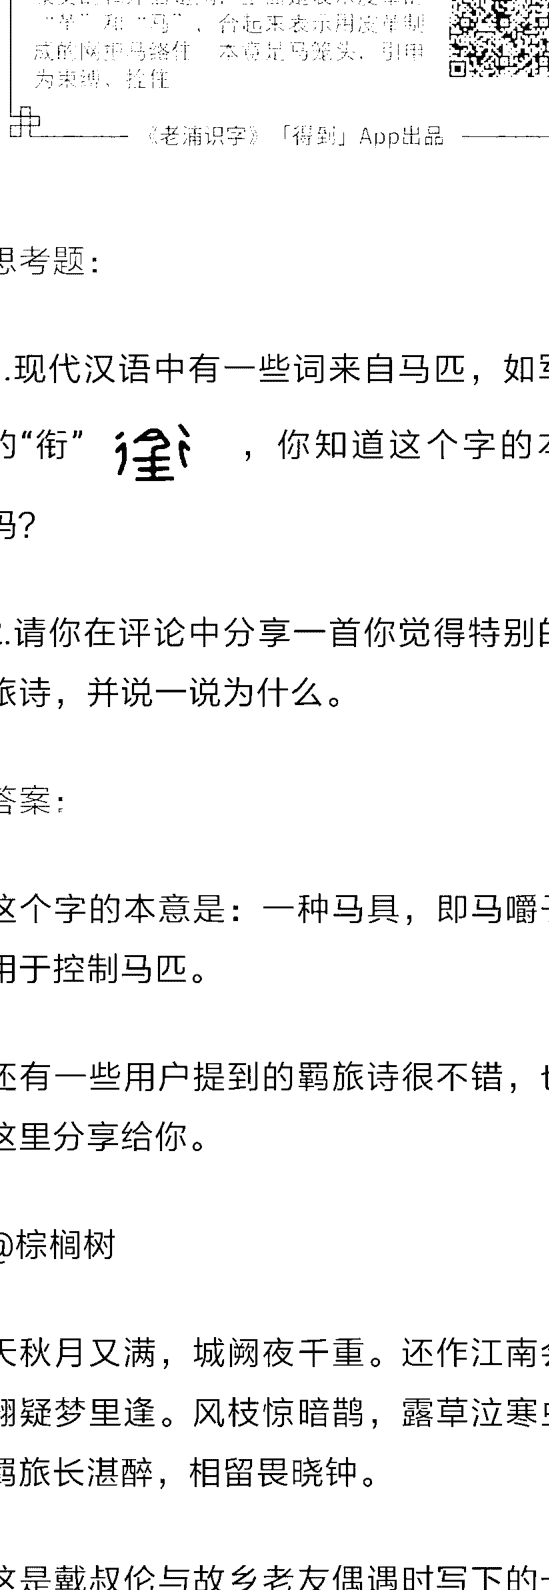 "革"和"马"，合起来表示用皮革制
成的网把马络住 本意是马笼头，引申
为束缚、拴住
《老浦识字》「得到」App出品
思考题：
.现代汉语中有一些词来自马匹，如军
的“衔” ，你知道这个字的本
吗？
2.请你在评论中分享一首你觉得特别的
旅诗，并说一说为什么。
答案：
这个字的本意是：一种马具，即马嚼子
用于控制马匹。
还有一些用户提到的羁旅诗很不错，
这里分享给你。
@棕榈树
天秋月又满，城阙夜千重。还作江南会
翻疑梦里逢。风枝惊暗鹊，露草泣寒虫
羁旅长湛醉，相留畏晓钟。
这是戴叔伦与故乡老友偶遇时写下的